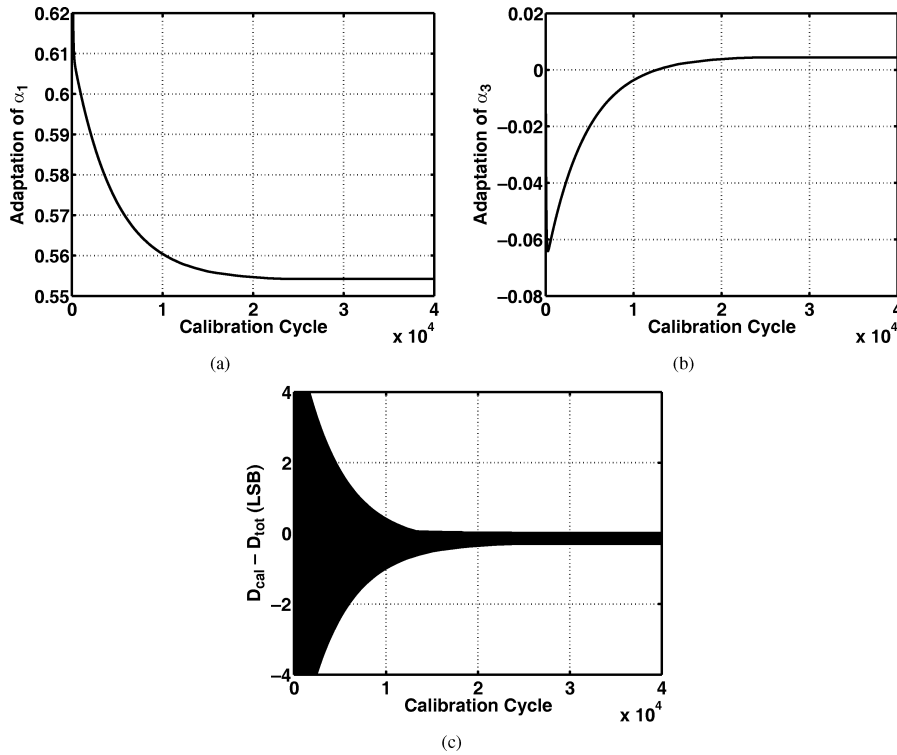 0.62
0.61
0.6
0.59
0.58
0.57
0.56
0.55
Adaptation of α1
0 1 2 3 4
Calibration Cycle
x 10^4
(a)
0.02
0
−0.02
−0.04
−0.06
−0.08
Adaptation of α3
0 1 2 3 4
Calibration Cycle
x 10^4
(b)
4
2
0
−2
−4
Dcal − Dtot (LSB)
0 1 2 3 4
Calibration Cycle
x 10^4
(c)